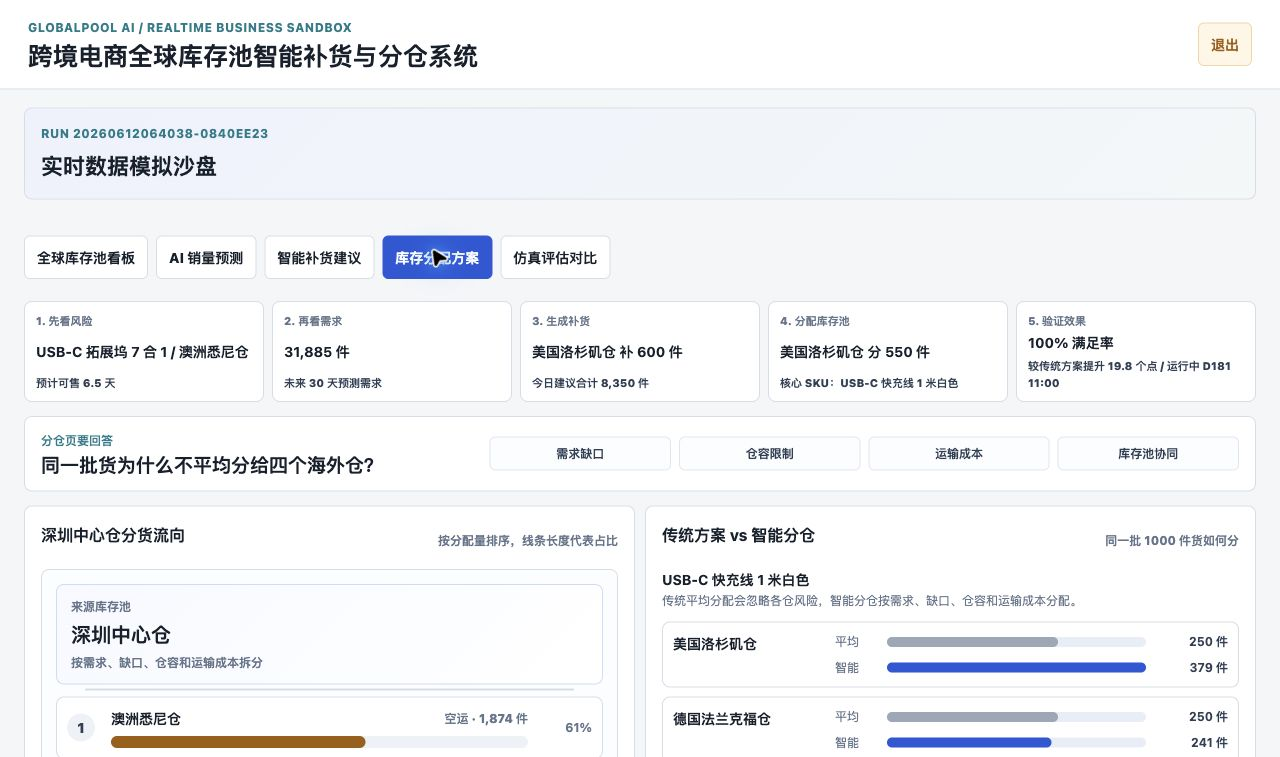 GLOBALPOOL AI / REALTIME BUSINESS SANDBOX
跨境电商全球库存池智能补货与分仓系统
退出
RUN 20260612064038-0840EE23
实时数据模拟沙盘
全球库存池看板
AI 销量预测
智能补货建议
库存分配方案
仿真评估对比
1. 先看风险
USB-C 拓展坞 7 合 1 / 澳洲悉尼仓
预计可售 6.5 天
2. 再看需求
31,885 件
未来 30 天预测需求
3. 生成补货
美国洛杉矶仓 补 600 件
今日建议合计 8,350 件
4. 分配库存池
美国洛杉矶仓 分 550 件
核心 SKU：USB-C 快充线 1 米白色
5. 验证效果
100% 满足率
较传统方案提升 19.8 个点 / 运行中 D181
11:00
分仓页要回答
同一批货为什么不平均分给四个海外仓?
需求缺口
仓容限制
运输成本
库存池协同
深圳中心仓分货流向
按分配量排序，线条长度代表占比
来源库存池
深圳中心仓
按需求、缺口、仓容和运输成本拆分
1
澳洲悉尼仓
空运 · 1,874 件
61%
传统方案 vs 智能分仓
同一批 1000 件货如何分
USB-C 快充线 1 米白色
传统平均分配会忽略各仓风险，智能分仓按需求、缺口、仓容和运输成本分配。
美国洛杉矶仓
平均
250 件
智能
379 件
德国法兰克福仓
平均
250 件
智能
241 件